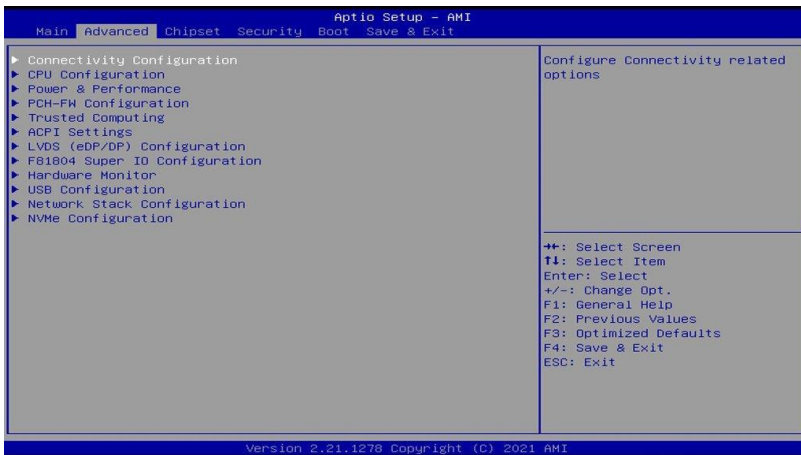 Aptio Setup – AMI
Main Advanced Chipset Security Boot Save & Exit
Connectivity Configuration
CPU Configuration
Power & Performance
PCH-FW Configuration
Trusted Computing
ACPI Settings
LVDS (eDP/DP) Configuration
F81804 Super IO Configuration
Hardware Monitor
USB Configuration
Network Stack Configuration
NVMe Configuration
Configure Connectivity related
options
→←: Select Screen
↑↓: Select Item
Enter: Select
+/-: Change Opt.
F1: General Help
F2: Previous Values
F3: Optimized Defaults
F4: Save & Exit
ESC: Exit
Version 2.21.1278 Copyright (C) 2021 AMI